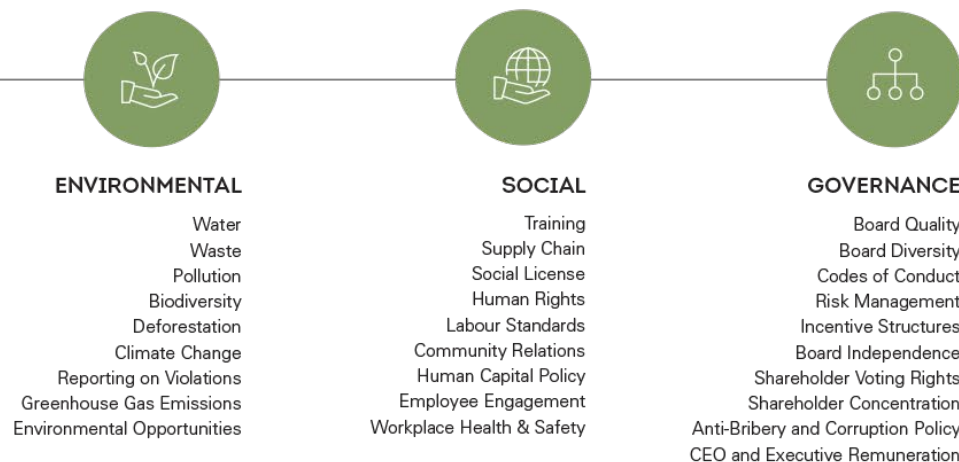 ENVIRONMENTAL
Water
Waste
Pollution
Biodiversity
Deforestation
Climate Change
Reporting on Violations
Greenhouse Gas Emissions
Environmental Opportunities
SOCIAL
Training
Supply Chain
Social License
Human Rights
Labour Standards
Community Relations
Human Capital Policy
Employee Engagement
Workplace Health & Safety
GOVERNANCE
Board Quality
Board Diversity
Codes of Conduct
Risk Management
Incentive Structures
Board Independence
Shareholder Voting Rights
Shareholder Concentration
Anti-Bribery and Corruption Policy
CEO and Executive Remuneration